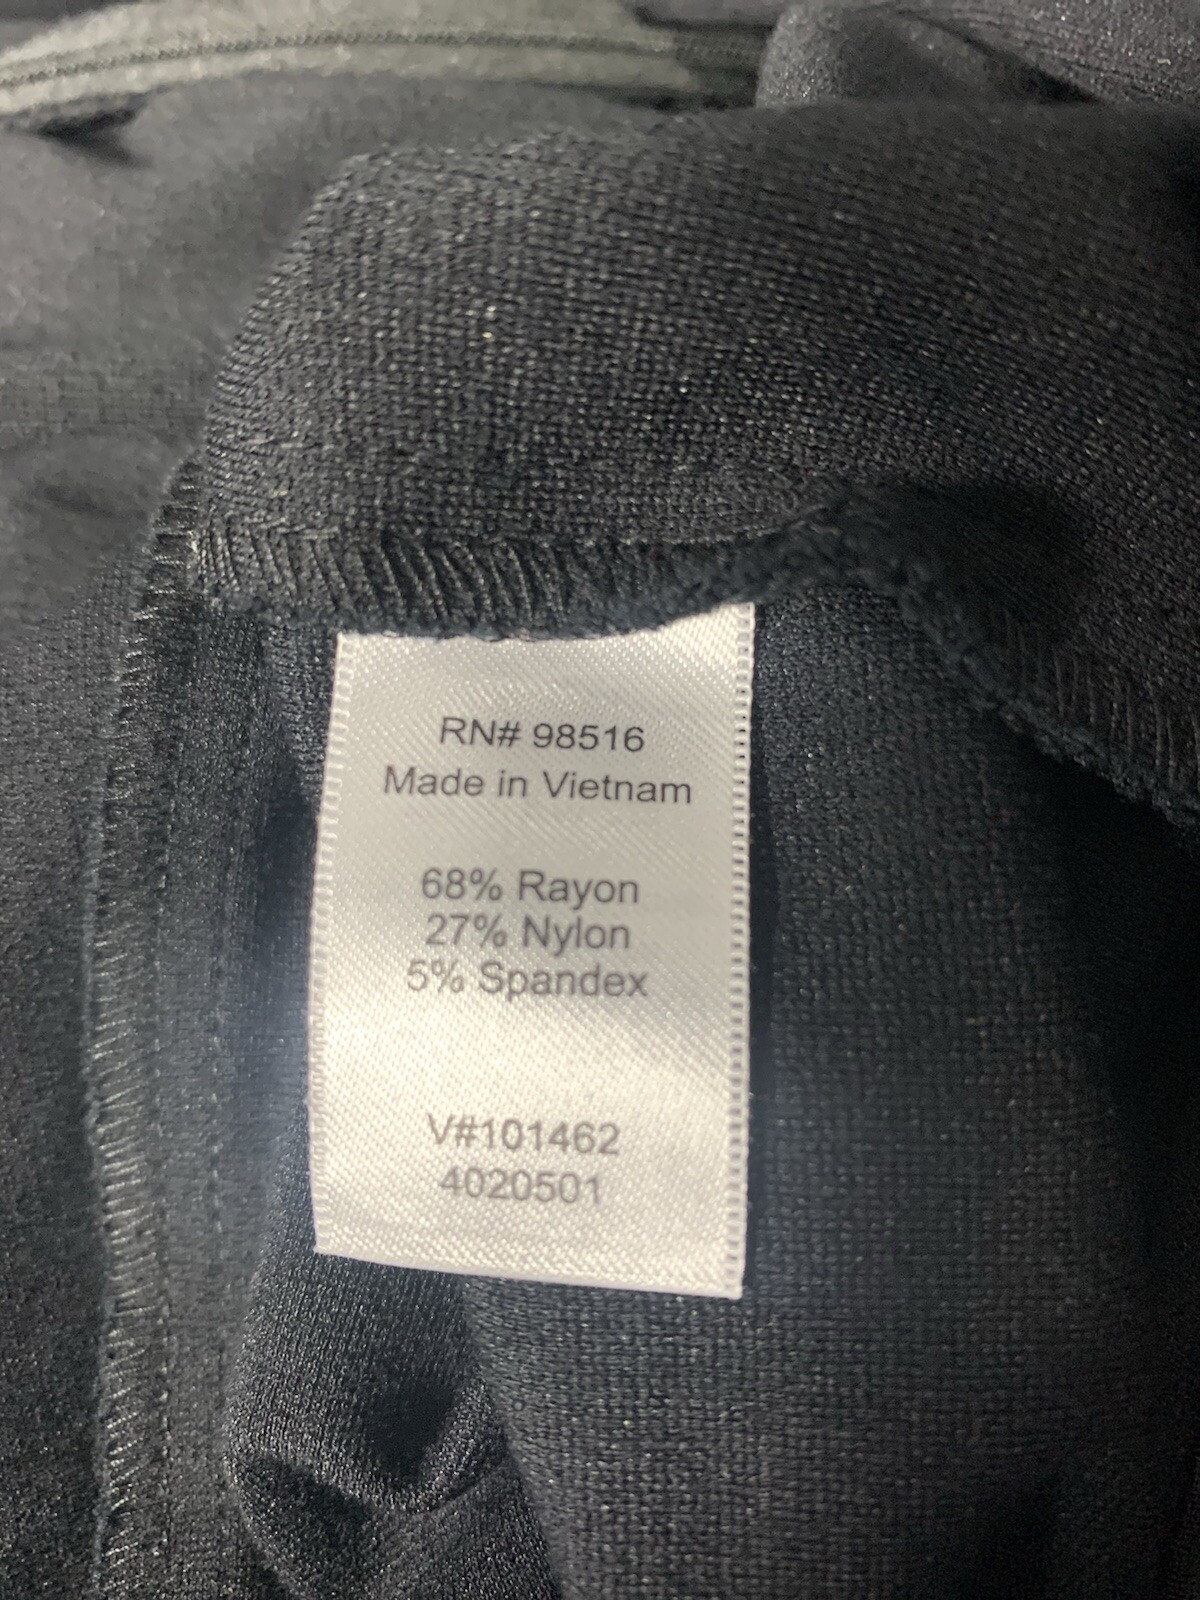 RN# 98516
Made in Vietnam
68% Rayon
27% Nylon
5% Spandex
V#101462
4020501